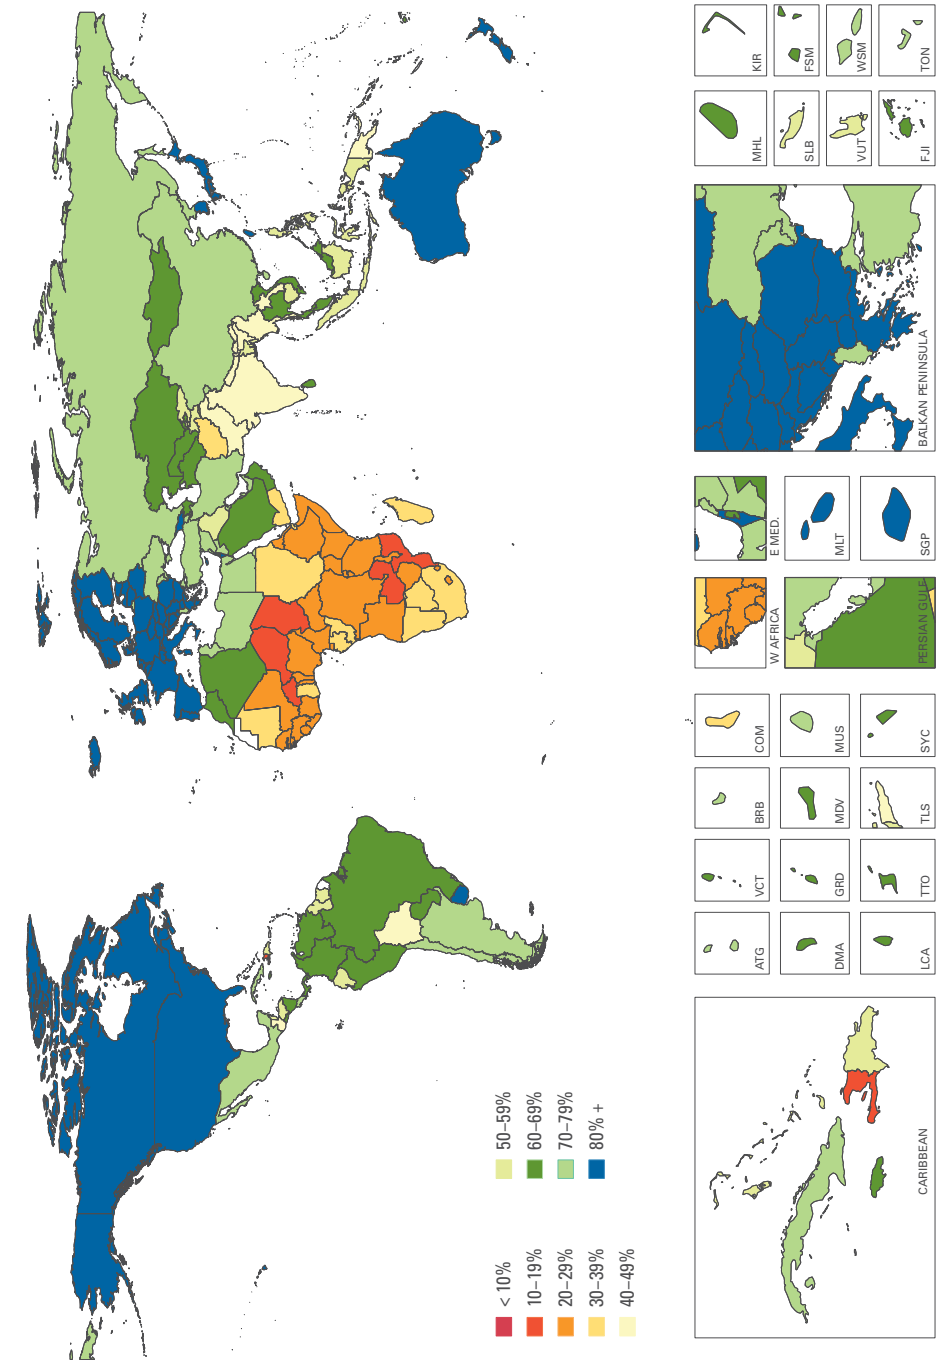 < 10%
10–19%
20–29%
30–39%
40–49%
50–59%
60–69%
70–79%
80% +
CARIBBEAN
ATG
VCT
BRB
COM
DMA
GRD
MDV
MUS
LCA
TTO
TLS
SYC
W AFRICA
E MED.
PERSIAN GULF
MLT
SGP
BALKAN PENINSULA
MHL
KIR
SLB
FSM
VUT
WSM
FJI
TON